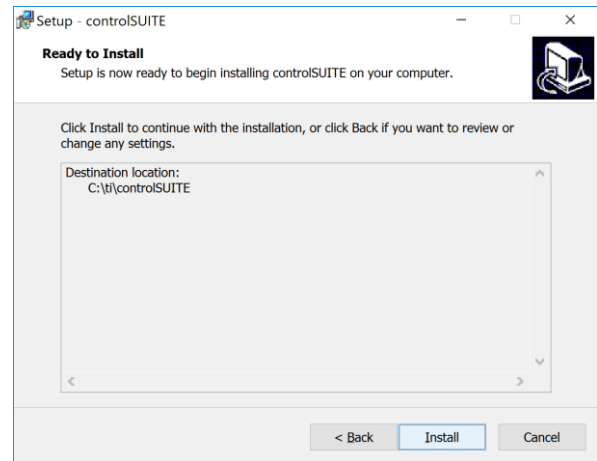 Setup - controlSUITE
Ready to Install
Setup is now ready to begin installing controlSUITE on your computer.
Click Install to continue with the installation, or click Back if you want to review or
change any settings.
Destination location:
C:\ti\controlSUITE
< Back
Install
Cancel